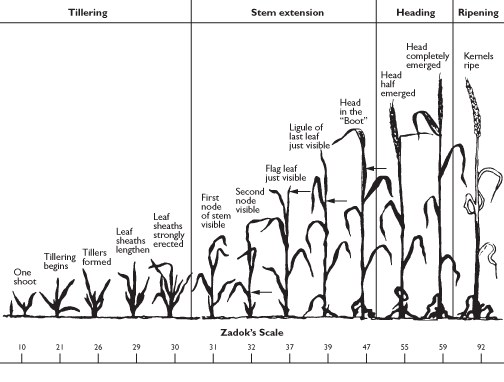 Tillering
Stem extension
Heading
Ripening
One
shoot
Tillering
begins
Tillers
formed
Leaf
sheaths
lengthen
Leaf
sheaths
strongly
erected
First
node
of stem
visible
Second
node
visible
Flag leaf
just visible
Ligule of
last leaf
just visible
Head
in the
"Boot"
Head
half
emerged
Head
completely
emerged
Kernels
ripe
Zadok's Scale
10 21 26 29 30 31 32 37 39 47 55 59 92